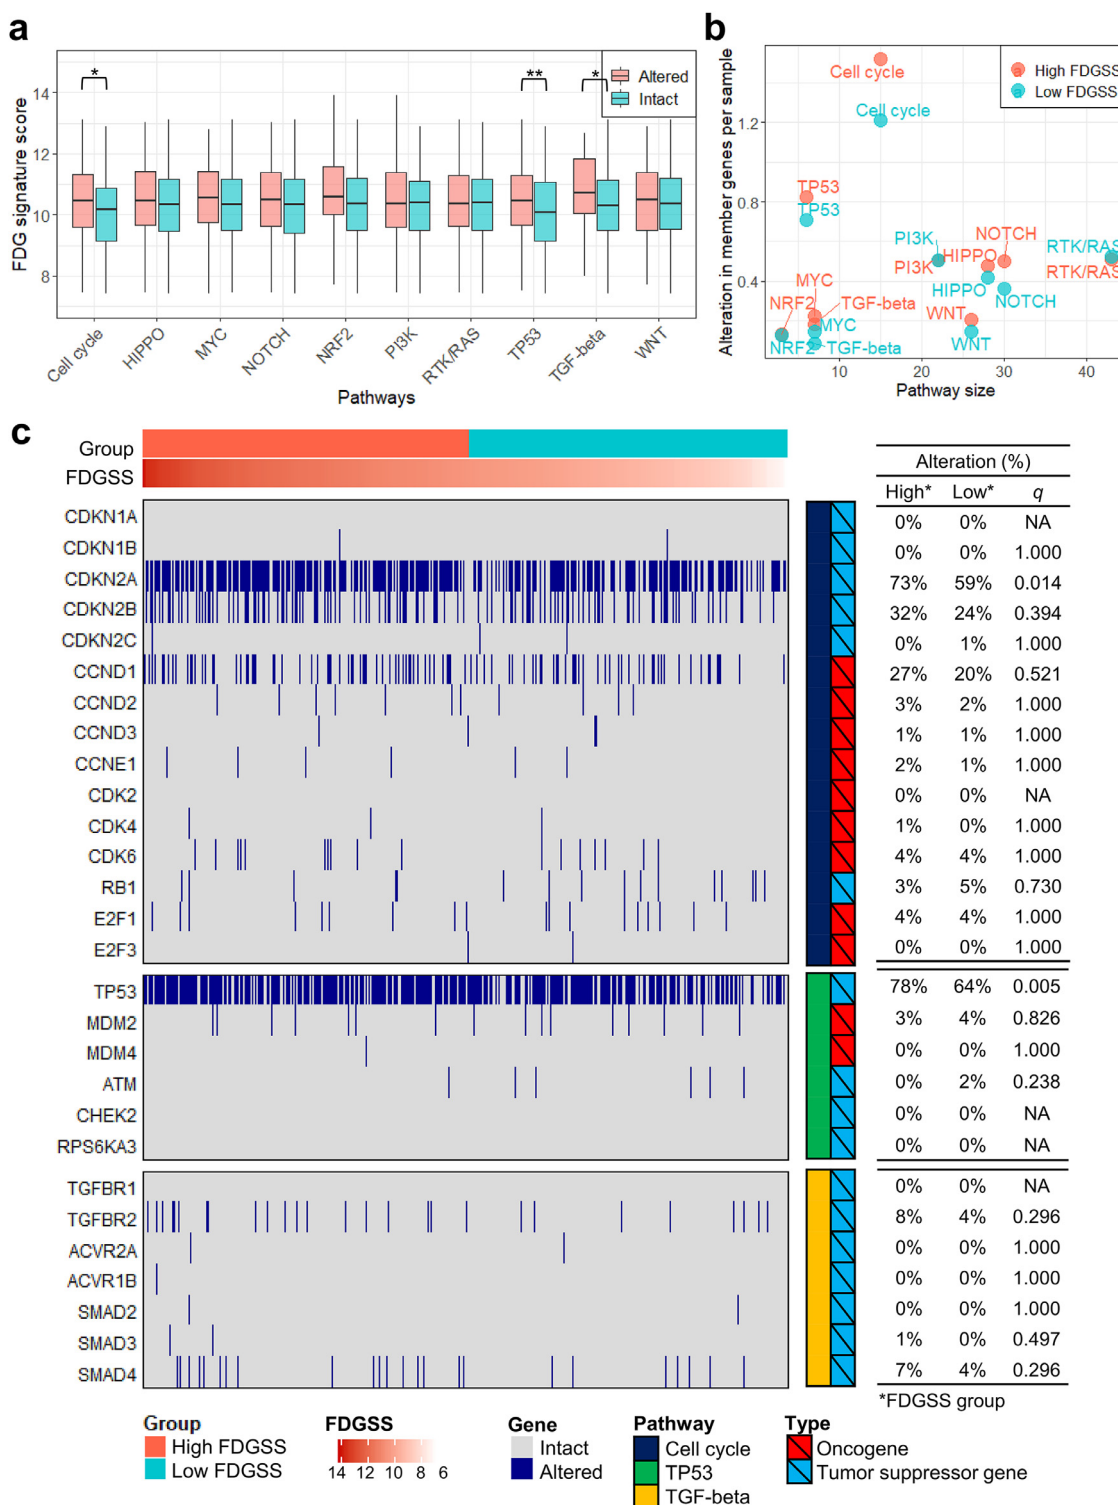 a
FDG signature score
14
12
10
8
*
**
*
Altered
Intact
Cell cycle
HIPPO
MYC
NOTCH
NRF2
PI3K
RTK/RAS
TP53
TGF-beta
WNT
Pathways
b
Alteration in member genes per sample
1.2
0.8
0.4
a High FDGSS
a Low FDGSS
Cell cycle
Cell cycle
TP53
TP53
PI3K
PI3K
HIPPO
NOTCH
RTK/RAS
RTK/RAS
HIPPO
NOTCH
MYC
NRF2
TGF-beta
WNT
MYC
NRF2
TGF-beta
WNT
10
20
30
40
Pathway size
c
Group
FDGSS
Alteration (%)
High* Low* q
CDKN1A 0% 0% NA
CDKN1B 0% 0% 1.000
CDKN2A 73% 59% 0.014
CDKN2B 32% 24% 0.394
CDKN2C 0% 1% 1.000
CCND1 27% 20% 0.521
CCND2 3% 2% 1.000
CCND3 1% 1% 1.000
CCNE1 2% 1% 1.000
CDK2 0% 0% NA
CDK4 1% 0% 1.000
CDK6 4% 4% 1.000
RB1 3% 5% 0.730
E2F1 4% 4% 1.000
E2F3 0% 0% 1.000
TP53 78% 64% 0.005
MDM2 3% 4% 0.826
MDM4 0% 0% 1.000
ATM 0% 2% 0.238
CHEK2 0% 0% NA
RPS6KA3 0% 0% NA
TGFBR1 0% 0% NA
TGFBR2 8% 4% 0.296
ACVR2A 0% 0% 1.000
ACVR1B 0% 0% 1.000
SMAD2 0% 0% 1.000
SMAD3 1% 0% 0.497
SMAD4 7% 4% 0.296
*FDGSS group
Group
High FDGSS
Low FDGSS
FDGSS
14 12 10 8 6
Gene
Intact
Altered
Pathway
Cell cycle
TP53
TGF-beta
Type
Oncogene
Tumor suppressor gene